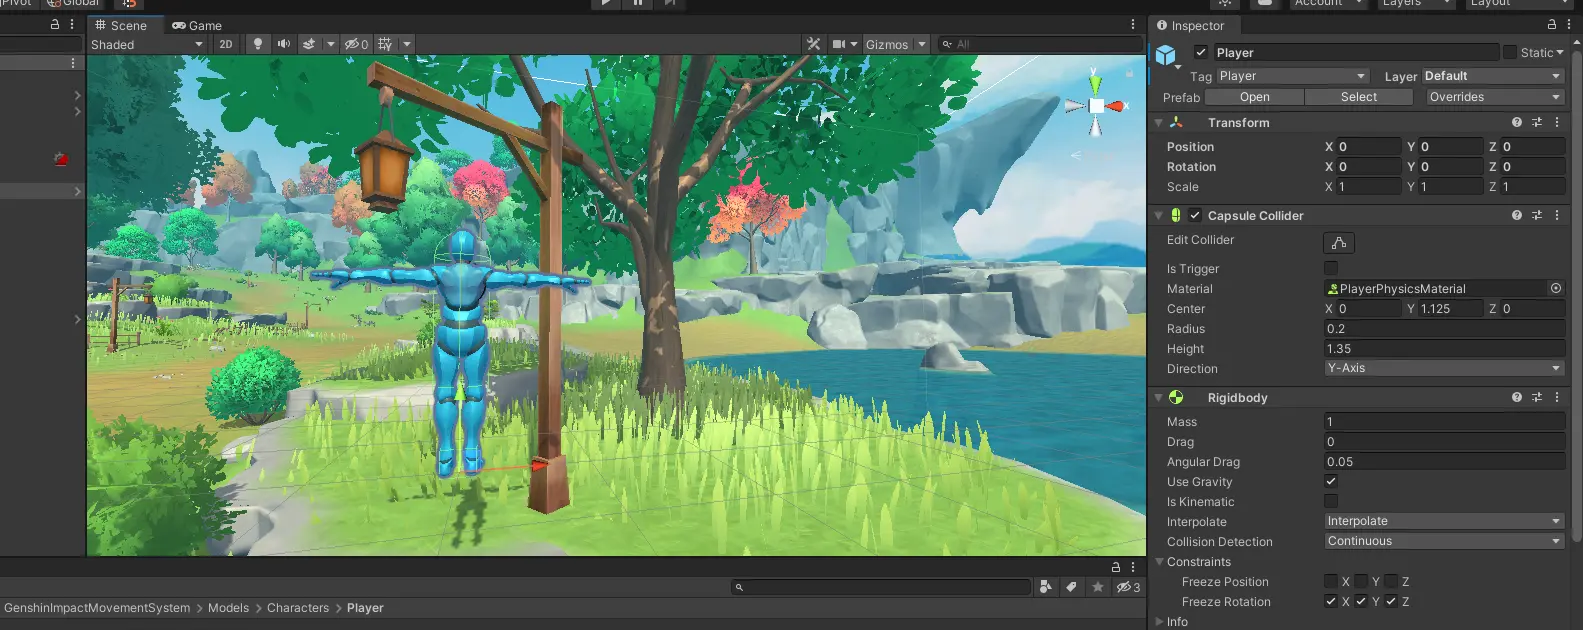 Pivot Global Account Layers Layout
Scene Game
Shaded 2D 0 Gizmos All
y
x
GenshinImpactMovementSystem > Models > Characters > Player
3
Inspector
Player Static
Tag Player Layer Default
Prefab Open Select Overrides
Transform
Position X 0 Y 0 Z 0
Rotation X 0 Y 0 Z 0
Scale X 1 Y 1 Z 1
Capsule Collider
Edit Collider
Is Trigger
Material PlayerPhysicsMaterial
Center X 0 Y 1.125 Z 0
Radius 0.2
Height 1.35
Direction Y-Axis
Rigidbody
Mass 1
Drag 0
Angular Drag 0.05
Use Gravity
Is Kinematic
Interpolate Interpolate
Collision Detection Continuous
Constraints
Freeze Position X Y Z
Freeze Rotation X Y Z
Info